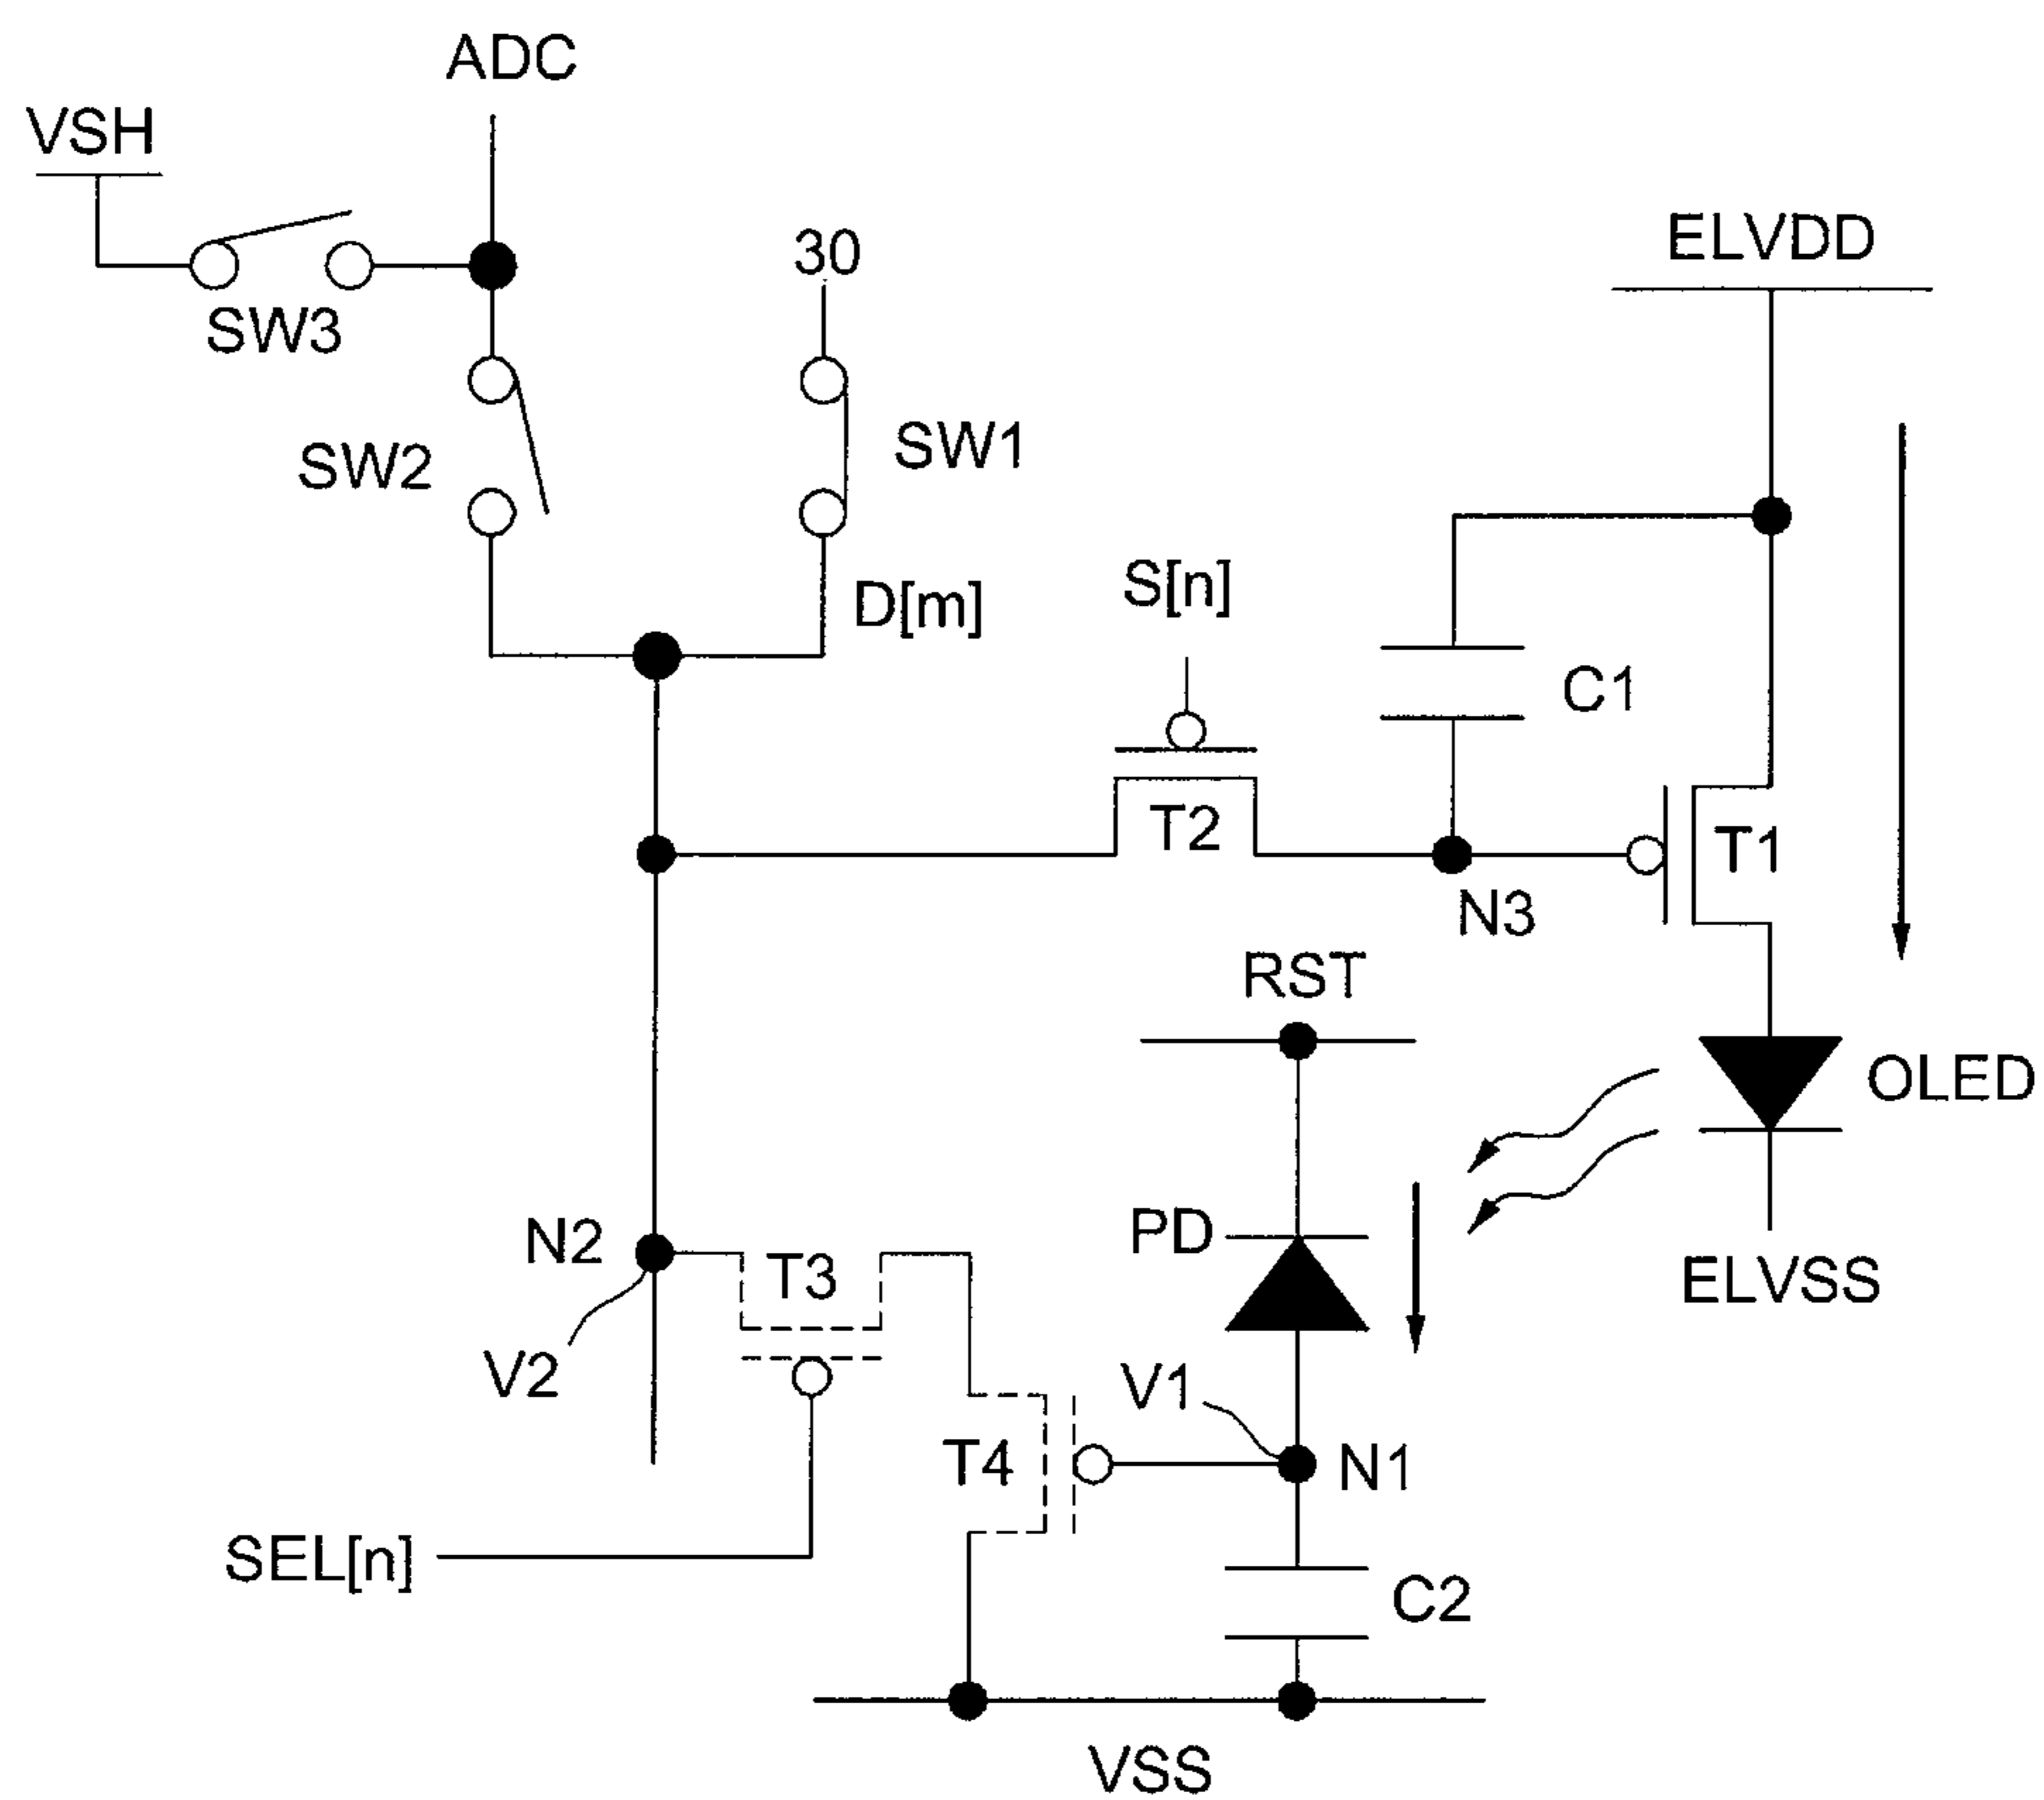 ADC
VSH
30
ELVDD
SW3
SW1
SW2
S[n]
D[m]
C1
T2
T1
N3
RST
OLED
PD
N2
T3
ELVSS
V2
V1
T4
N1
SEL[n]
C2
VSS